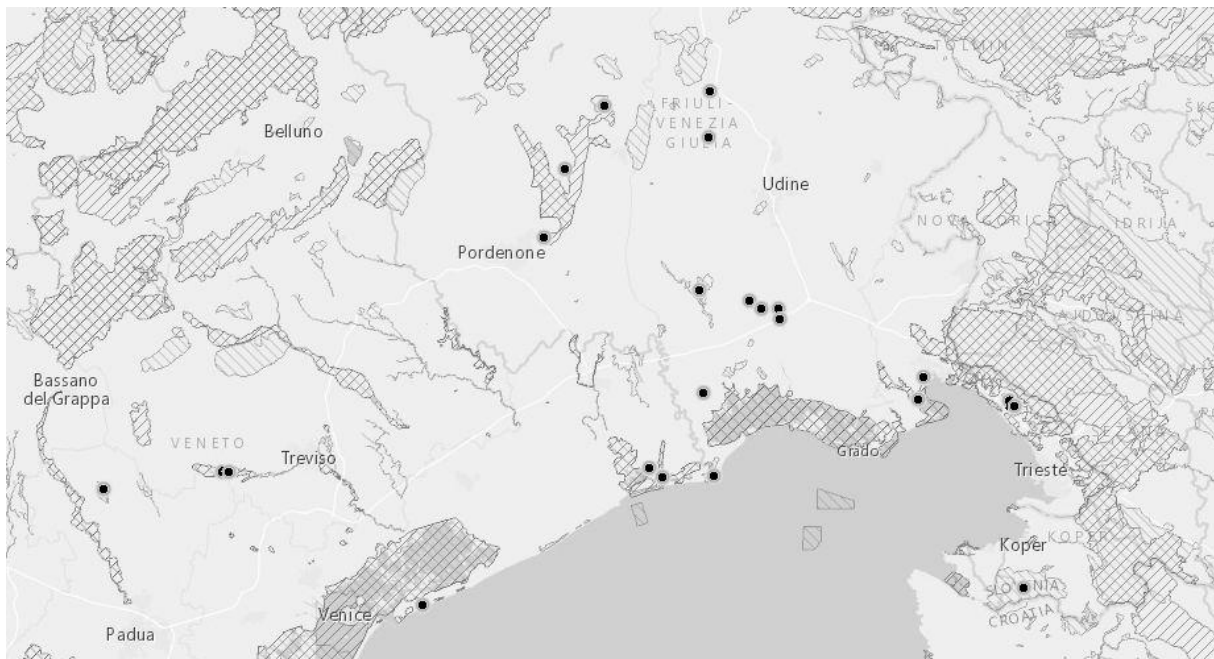 TOLMIN
FRIULI-
VENEZIA
GIULIA
Belluno
Udine
NOVA GORICA
IDRIJA
Pordenone
Bassano
del Grappa
VENETO
Treviso
Grado
Trieste
Koper
KOPER
SLOVENIA
CROATIA
Venice
Padua